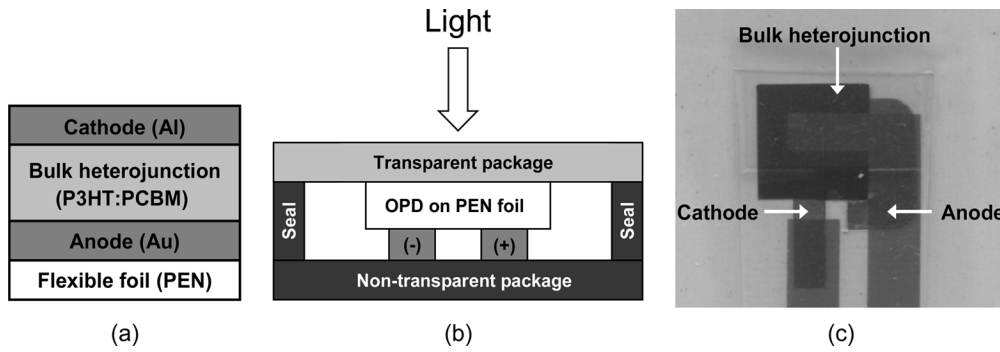 Cathode (Al)
Bulk heterojunction
(P3HT:PCBM)
Anode (Au)
Flexible foil (PEN)
(a)
Light
Transparent package
Seal
OPD on PEN foil
Seal
(-)
(+)
Non-transparent package
(b)
Bulk heterojunction
Cathode
Anode
(c)